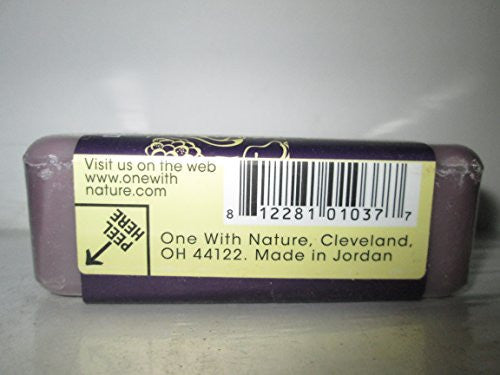 Visit us on the web
www.onewith
nature.com
PEEL
HERE
8 12281 01037 7
One With Nature, Cleveland,
OH 44122. Made in Jordan